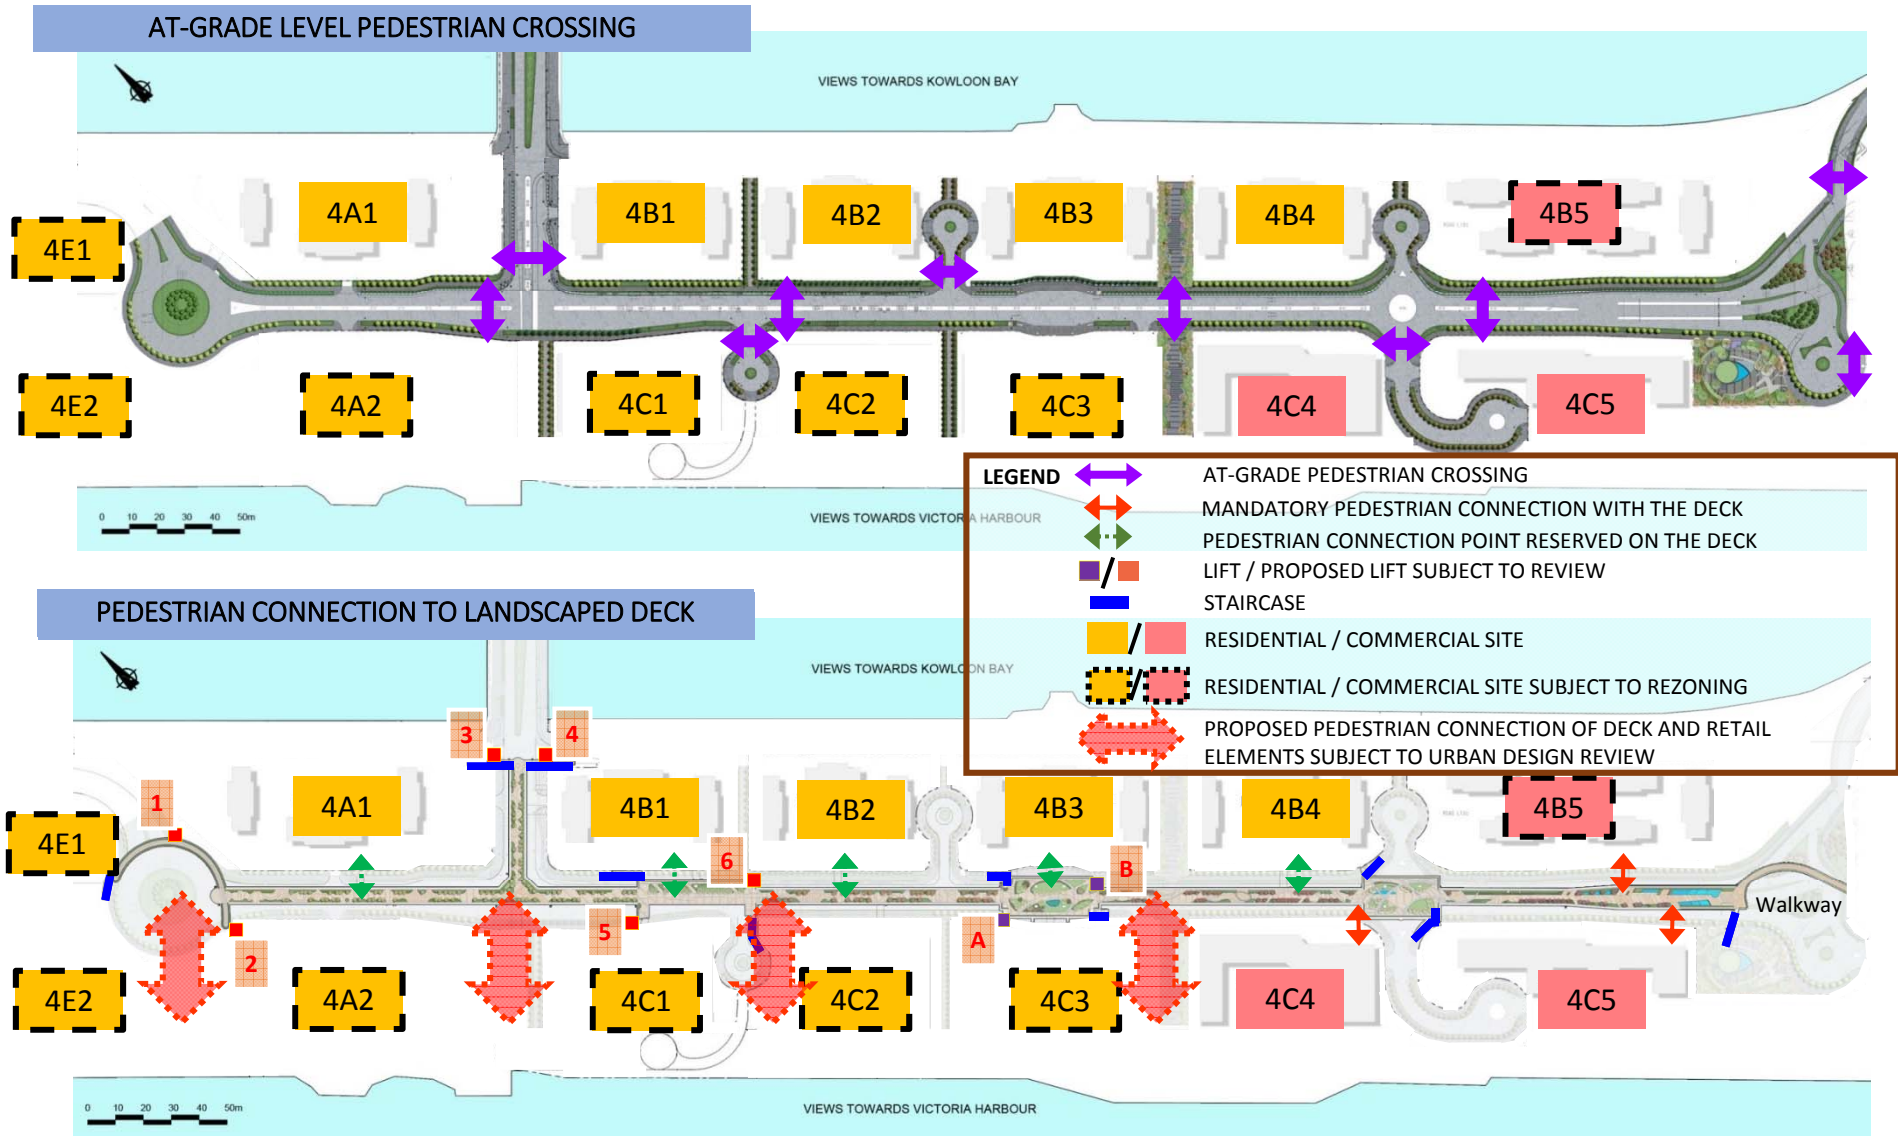 AT-GRADE LEVEL PEDESTRIAN CROSSING
VIEWS TOWARDS KOWLOON BAY
4A1
4B1
4B2
4B3
4B4
4B5
4E1
4E2
4A2
4C1
4C2
4C3
4C4
4C5
0 10 20 30 40 50m
VIEWS TOWARDS VICTORIA HARBOUR
LEGEND
AT-GRADE PEDESTRIAN CROSSING
MANDATORY PEDESTRIAN CONNECTION WITH THE DECK
PEDESTRIAN CONNECTION POINT RESERVED ON THE DECK
/ LIFT / PROPOSED LIFT SUBJECT TO REVIEW
STAIRCASE
/ RESIDENTIAL / COMMERCIAL SITE
/ RESIDENTIAL / COMMERCIAL SITE SUBJECT TO REZONING
PROPOSED PEDESTRIAN CONNECTION OF DECK AND RETAIL
ELEMENTS SUBJECT TO URBAN DESIGN REVIEW
PEDESTRIAN CONNECTION TO LANDSCAPED DECK
VIEWS TOWARDS KOWLOON BAY
3
4
1
4A1
4B1
4B2
4B3
4B4
4B5
4E1
6
B
Walkway
5
A
2
4E2
4A2
4C1
4C2
4C3
4C4
4C5
0 10 20 30 40 50m
VIEWS TOWARDS VICTORIA HARBOUR